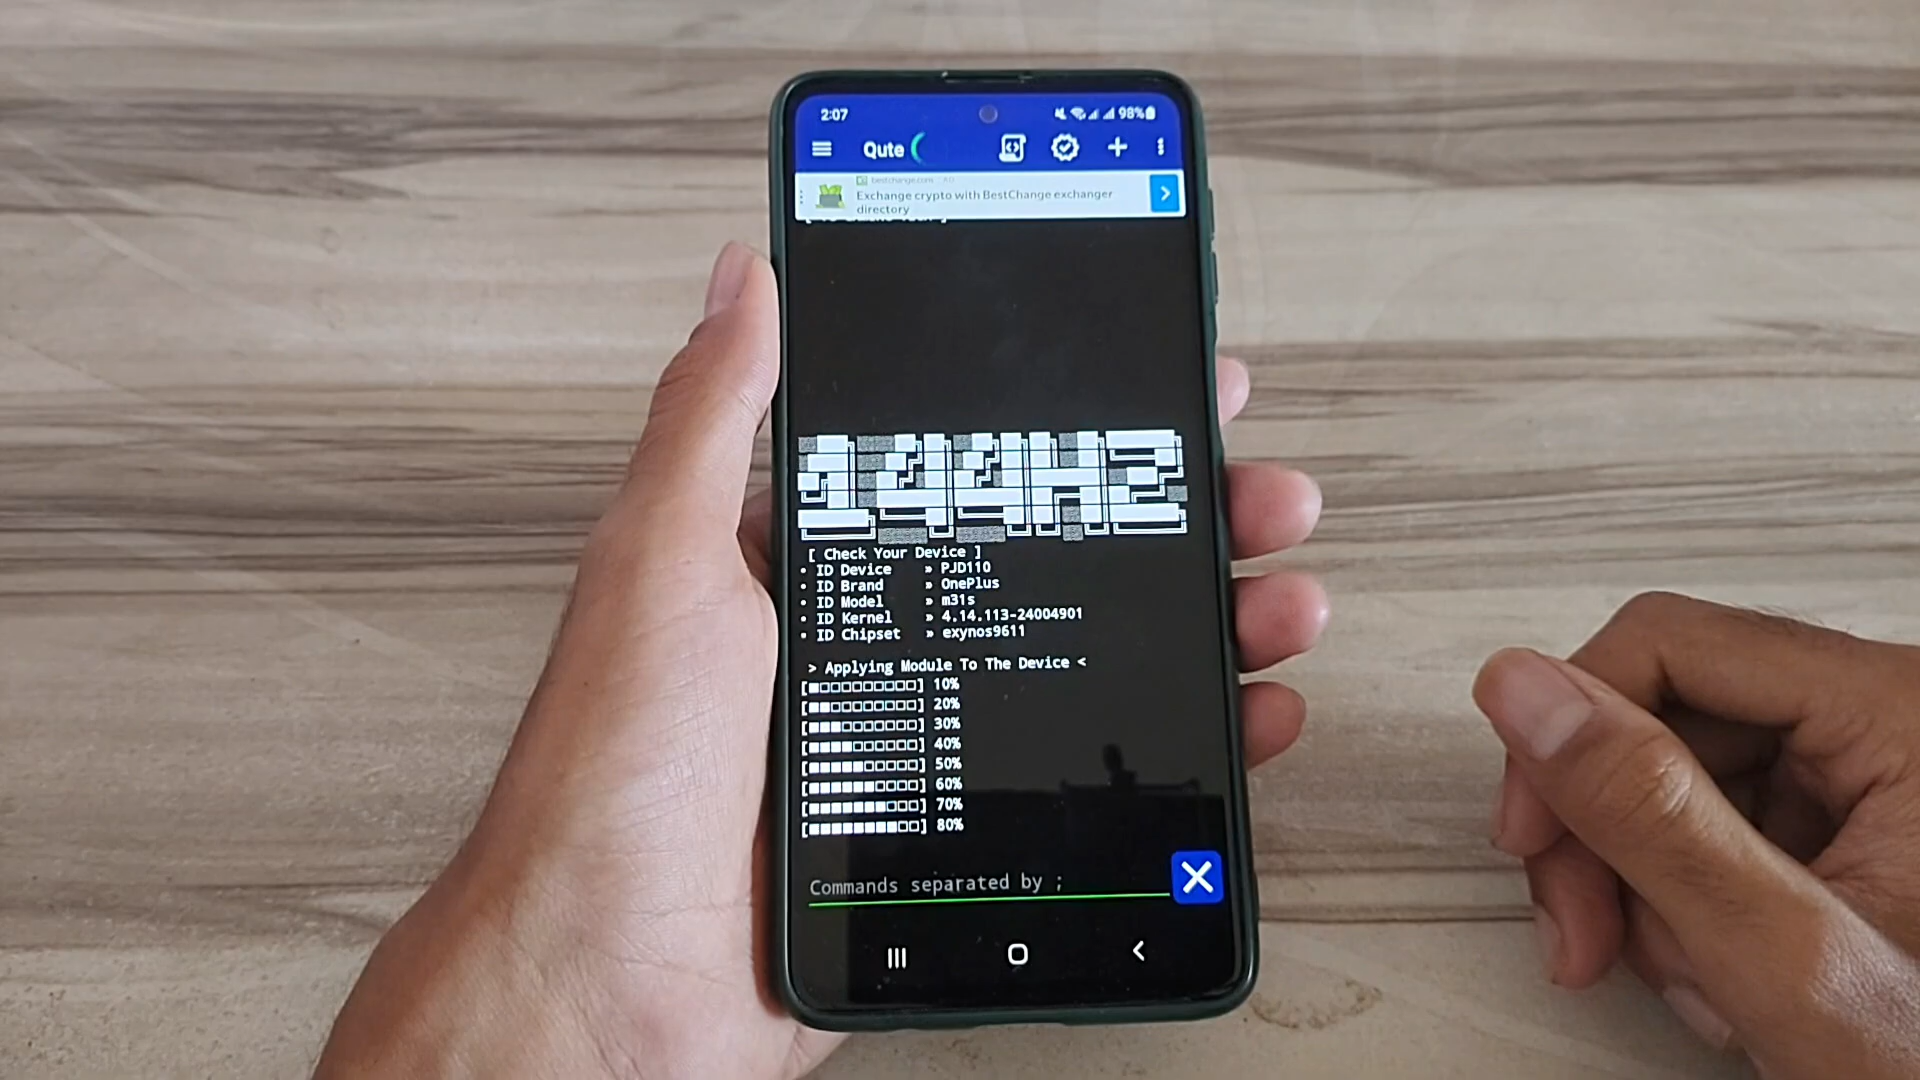 2:07 98%
Qute
bestchange.com
Exchange crypto with BestChange exchanger
directory
144HZ
[ Check Your Device ]
• ID Device » PJD110
• ID Brand » OnePlus
• ID Model » m31s
• ID Kernel » 4.14.113-24004901
• ID Chipset » exynos9611
> Applying Module To The Device <
[■□□□□□□□□□] 10%
[■■□□□□□□□□] 20%
[■■■□□□□□□□] 30%
[■■■■□□□□□□] 40%
[■■■■■□□□□□] 50%
[■■■■■■□□□□] 60%
[■■■■■■■□□□] 70%
[■■■■■■■■□□] 80%
Commands separated by ;